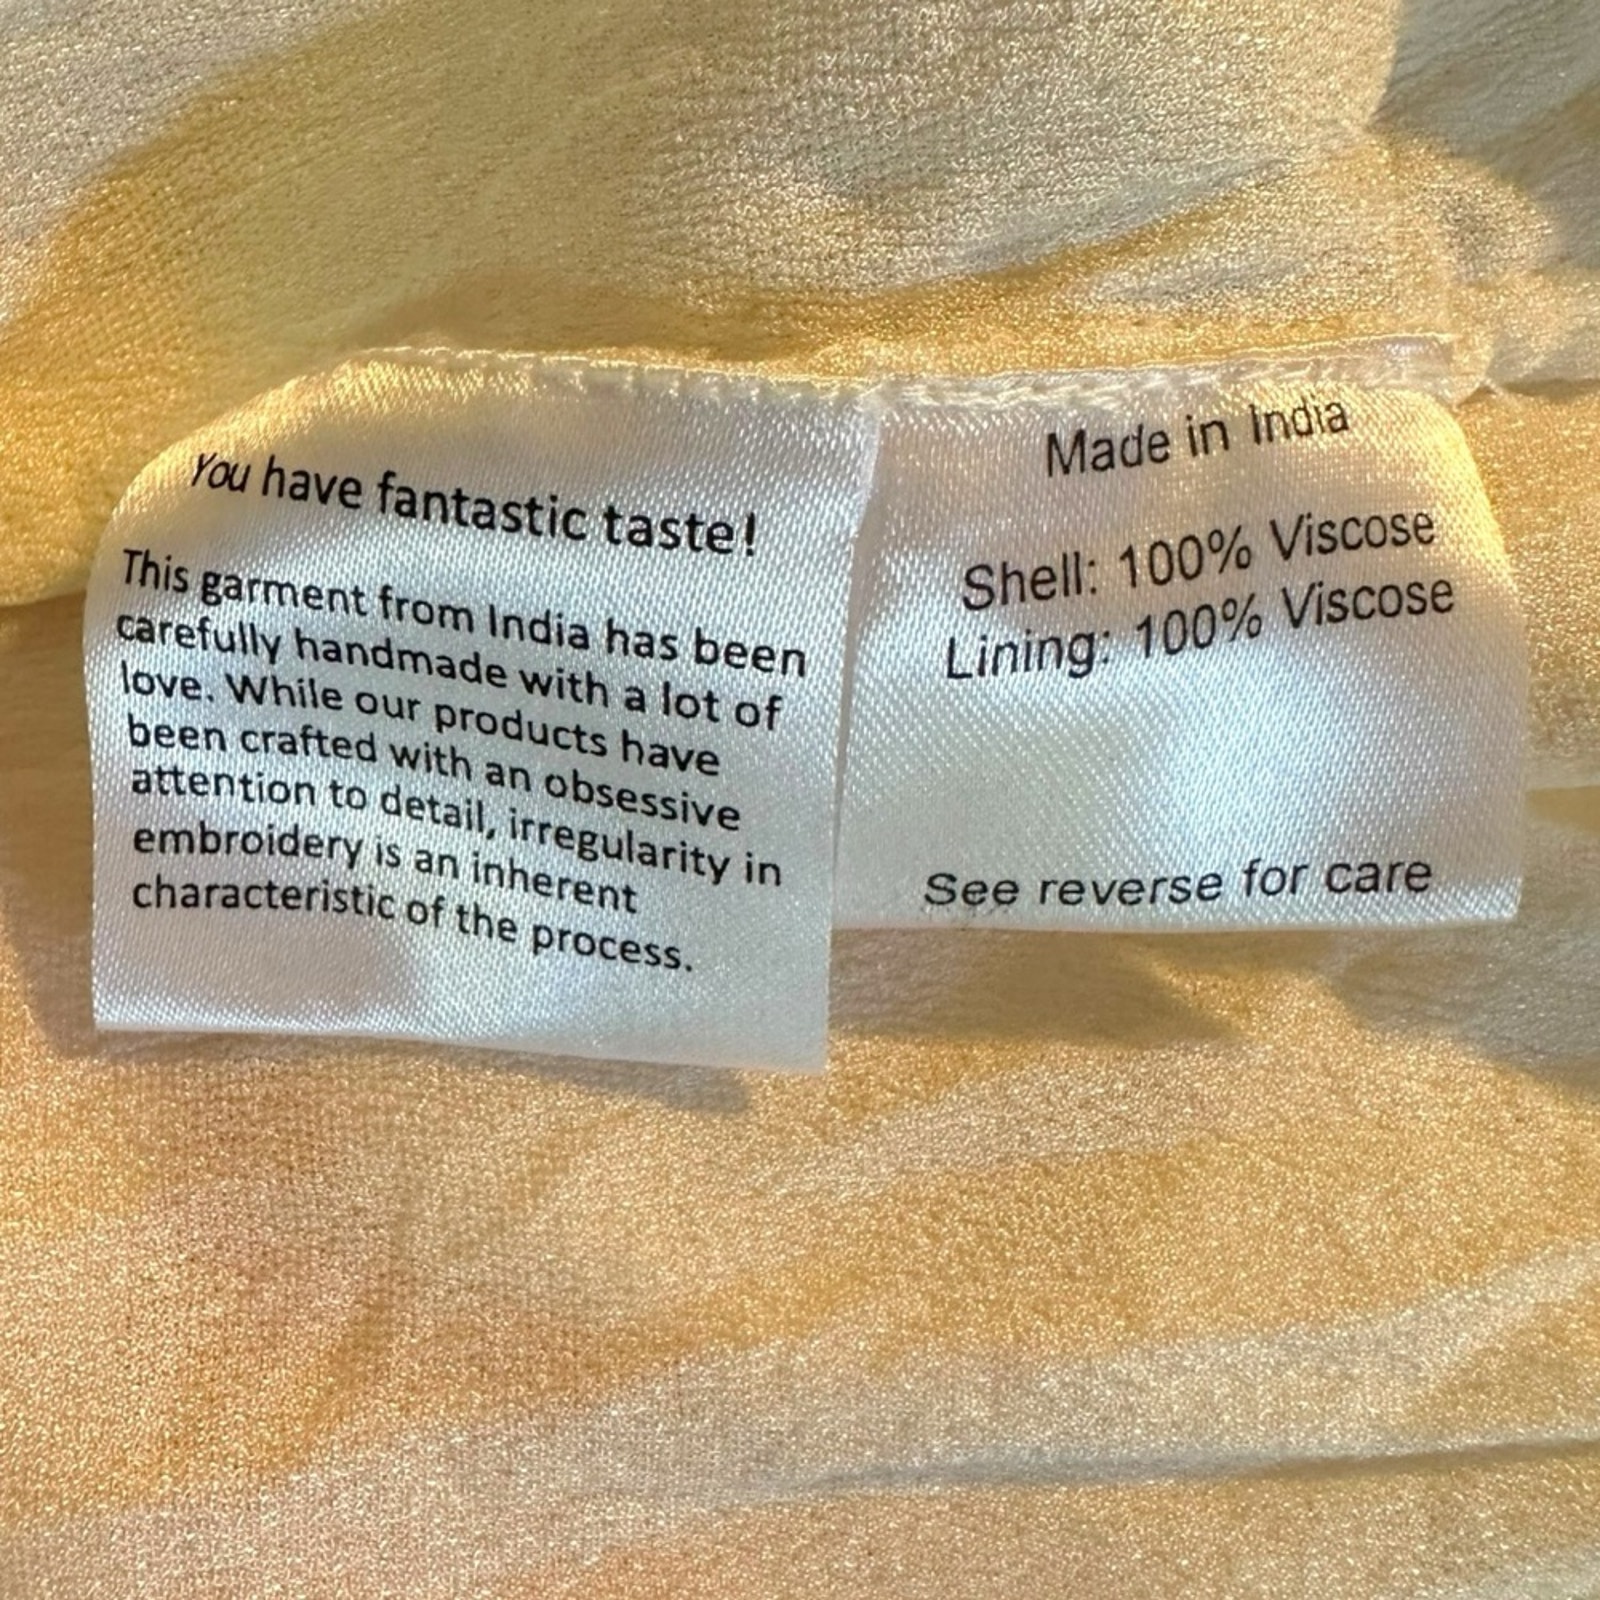 You have fantastic taste!
This garment from India has been
carefully handmade with a lot of
love. While our products have
been crafted with an obsessive
attention to detail, irregularity in
embroidery is an inherent
characteristic of the process.
Made in India
Shell: 100% Viscose
Lining: 100% Viscose
See reverse for care